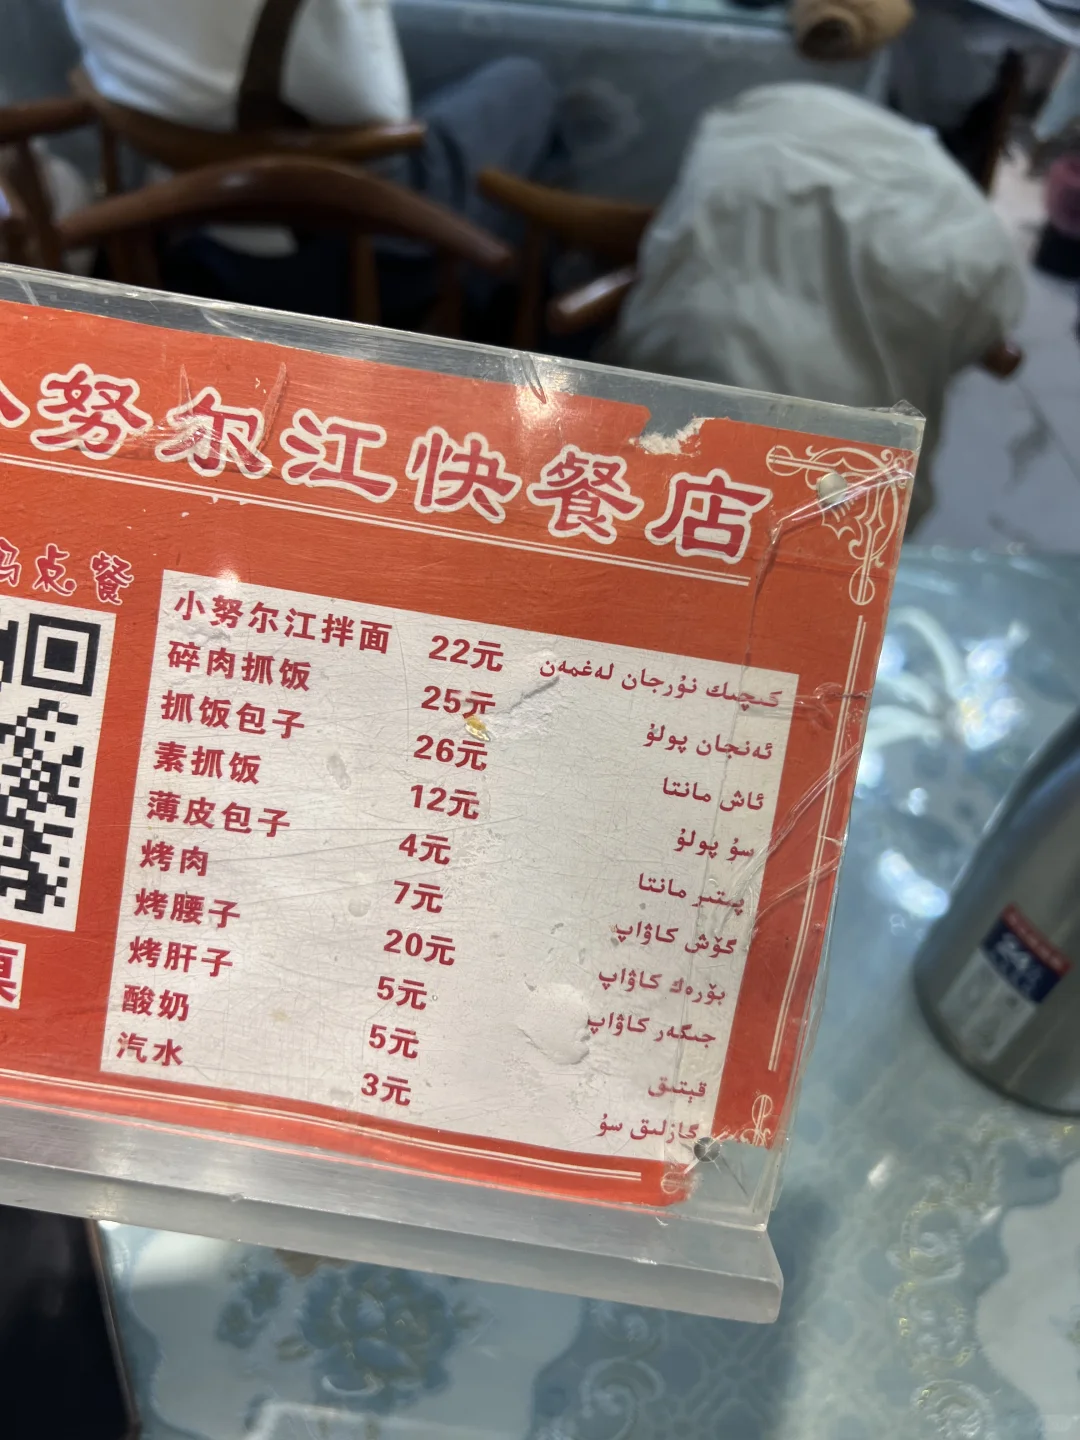 小努尔江快餐店
码点餐
小努尔江拌面 22元 كىچىك نۇرجان لەغمەن
碎肉抓饭 25元 ئەنجان پولۇ
抓饭包子 26元 ئاش مانتا
素抓饭 12元 سۇ پولۇ
薄皮包子 4元 پىتىر مانتا
烤肉 7元 گۆش كاۋاپ
烤腰子 20元 بۆرەك كاۋاپ
烤肝子 5元 جىگەر كاۋاپ
酸奶 5元 قېتىق
汽水 3元 گازلىق سۇ